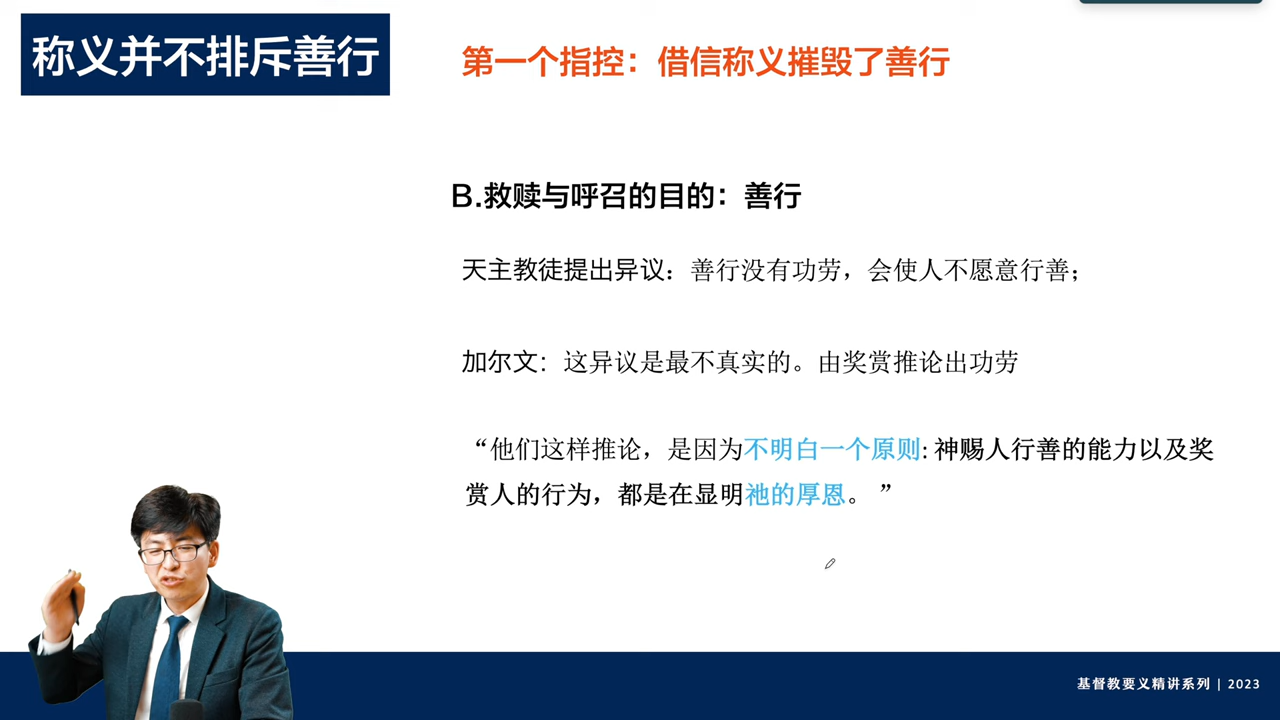 称义并不排斥善行
第一个指控：借信称义摧毁了善行
B.救赎与呼召的目的：善行
天主教徒提出异议：善行没有功劳，会使人不愿意行善；
加尔文：这异议是最不真实的。由奖赏推论出功劳
“他们这样推论，是因为不明白一个原则: 神赐人行善的能力以及奖
赏人的行为，都是在显明祂的厚恩。”
基督教要义精讲系列 | 2023